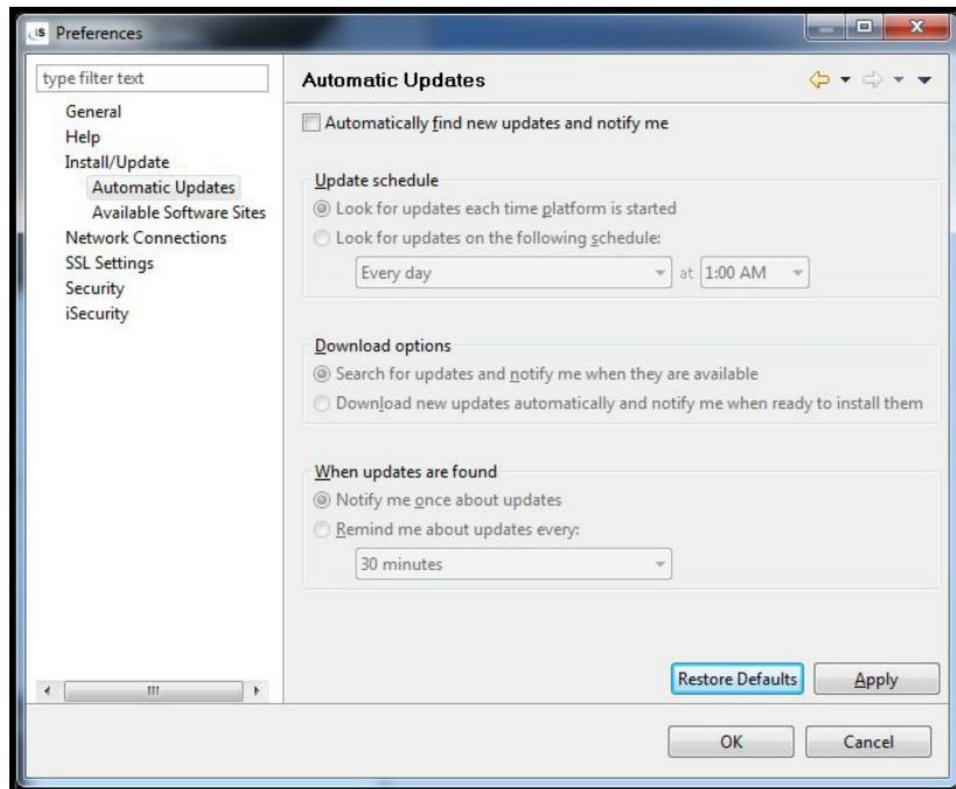 iS Preferences
type filter text
General
Help
Install/Update
Automatic Updates
Available Software Sites
Network Connections
SSL Settings
Security
iSecurity
Automatic Updates
Automatically find new updates and notify me
Update schedule
Look for updates each time platform is started
Look for updates on the following schedule:
Every day at 1:00 AM
Download options
Search for updates and notify me when they are available
Download new updates automatically and notify me when ready to install them
When updates are found
Notify me once about updates
Remind me about updates every:
30 minutes
Restore Defaults Apply
OK Cancel